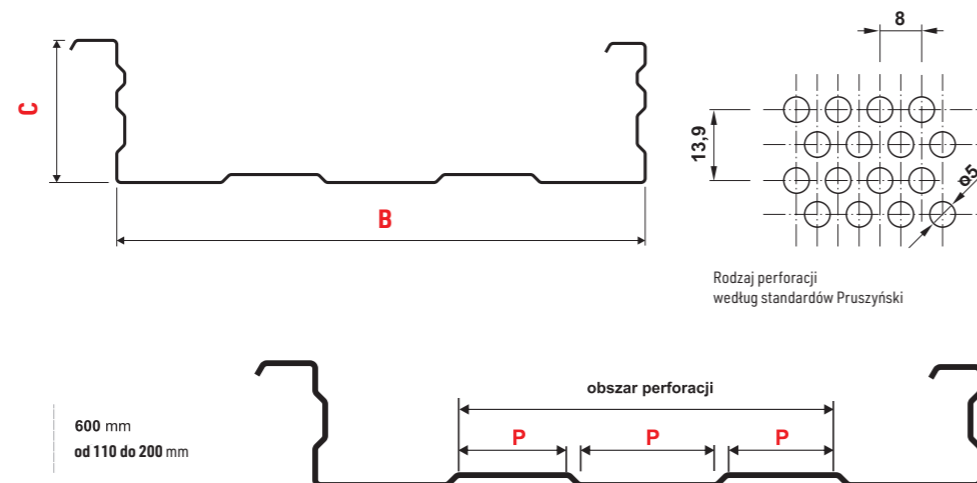 C
B
8
13,9
ø5
Rodzaj perforacji
według standardów Pruszyński
600 mm
od 110 do 200 mm
obszar perforacji
P P P